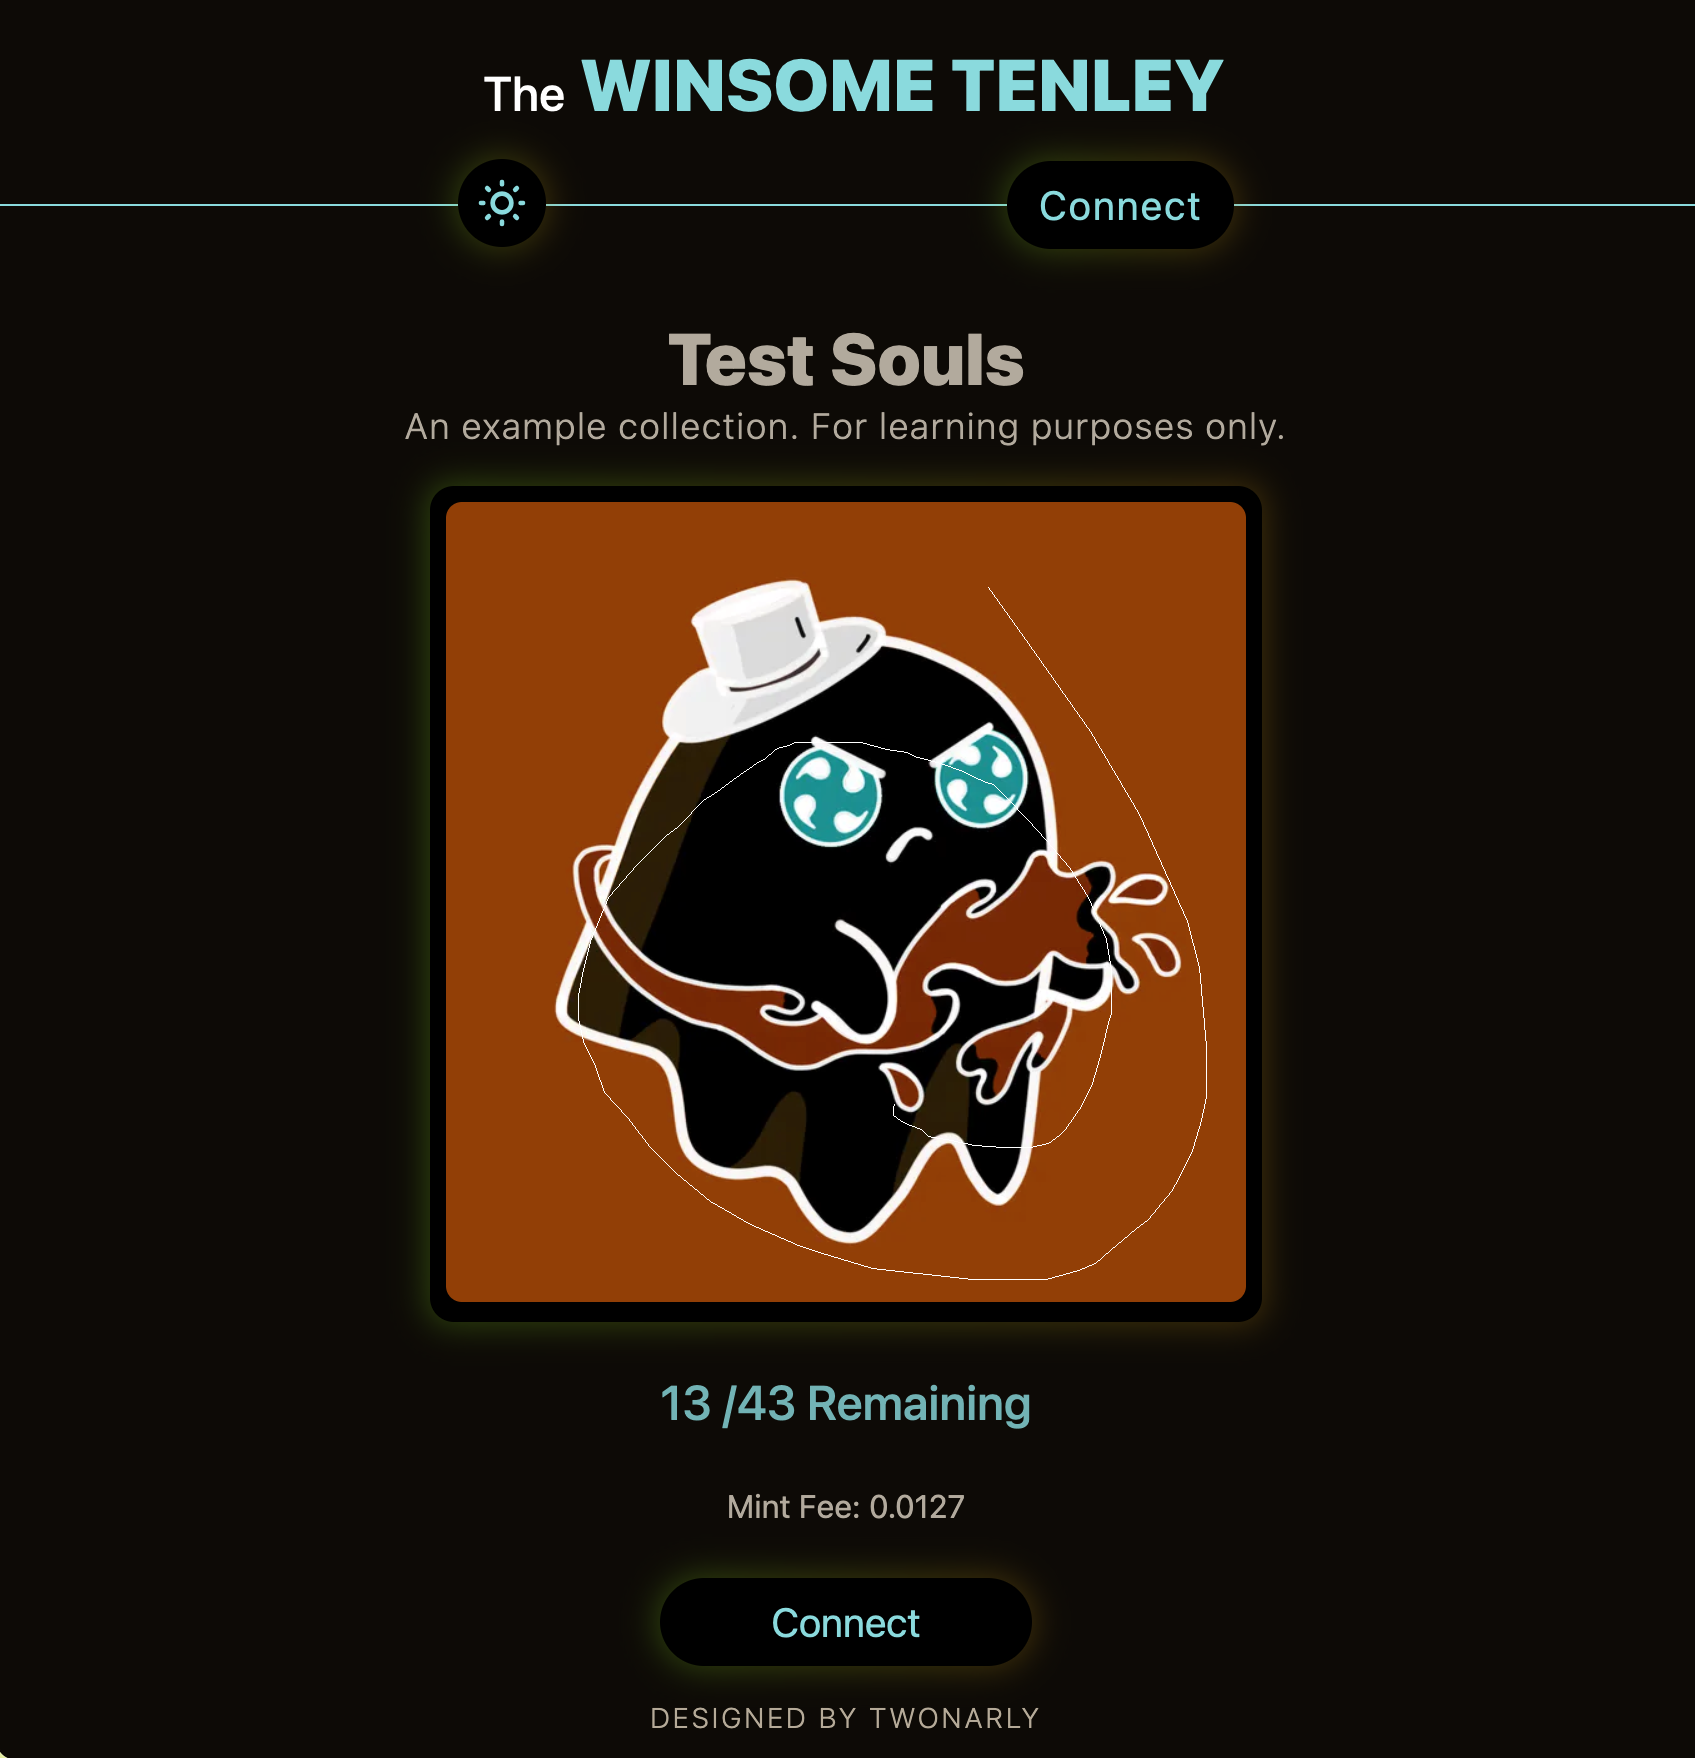 The WINSOME TENLEY
Connect
Test Souls
An example collection. For learning purposes only.
13 /43 Remaining
Mint Fee: 0.0127
Connect
DESIGNED BY TWONARLY